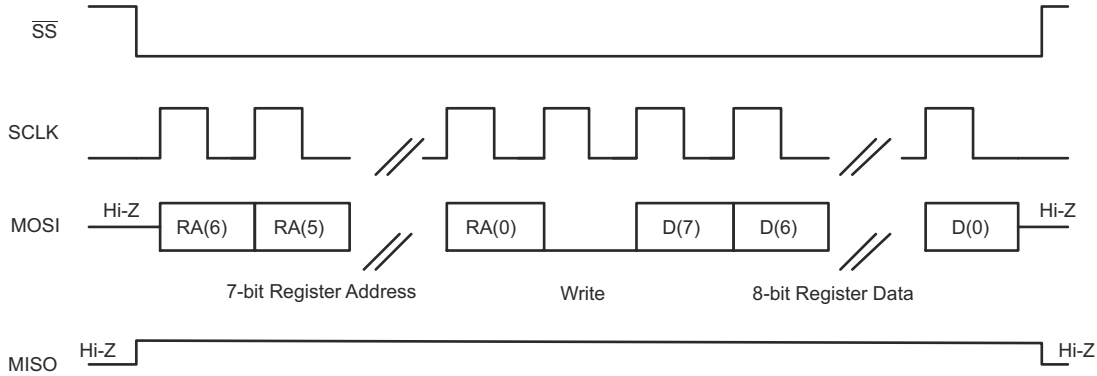 SS
SCLK
MOSI
Hi-Z
RA(6)
RA(5)
RA(0)
D(7)
D(6)
D(0)
Hi-Z
7-bit Register Address
Write
8-bit Register Data
MISO
Hi-Z
Hi-Z